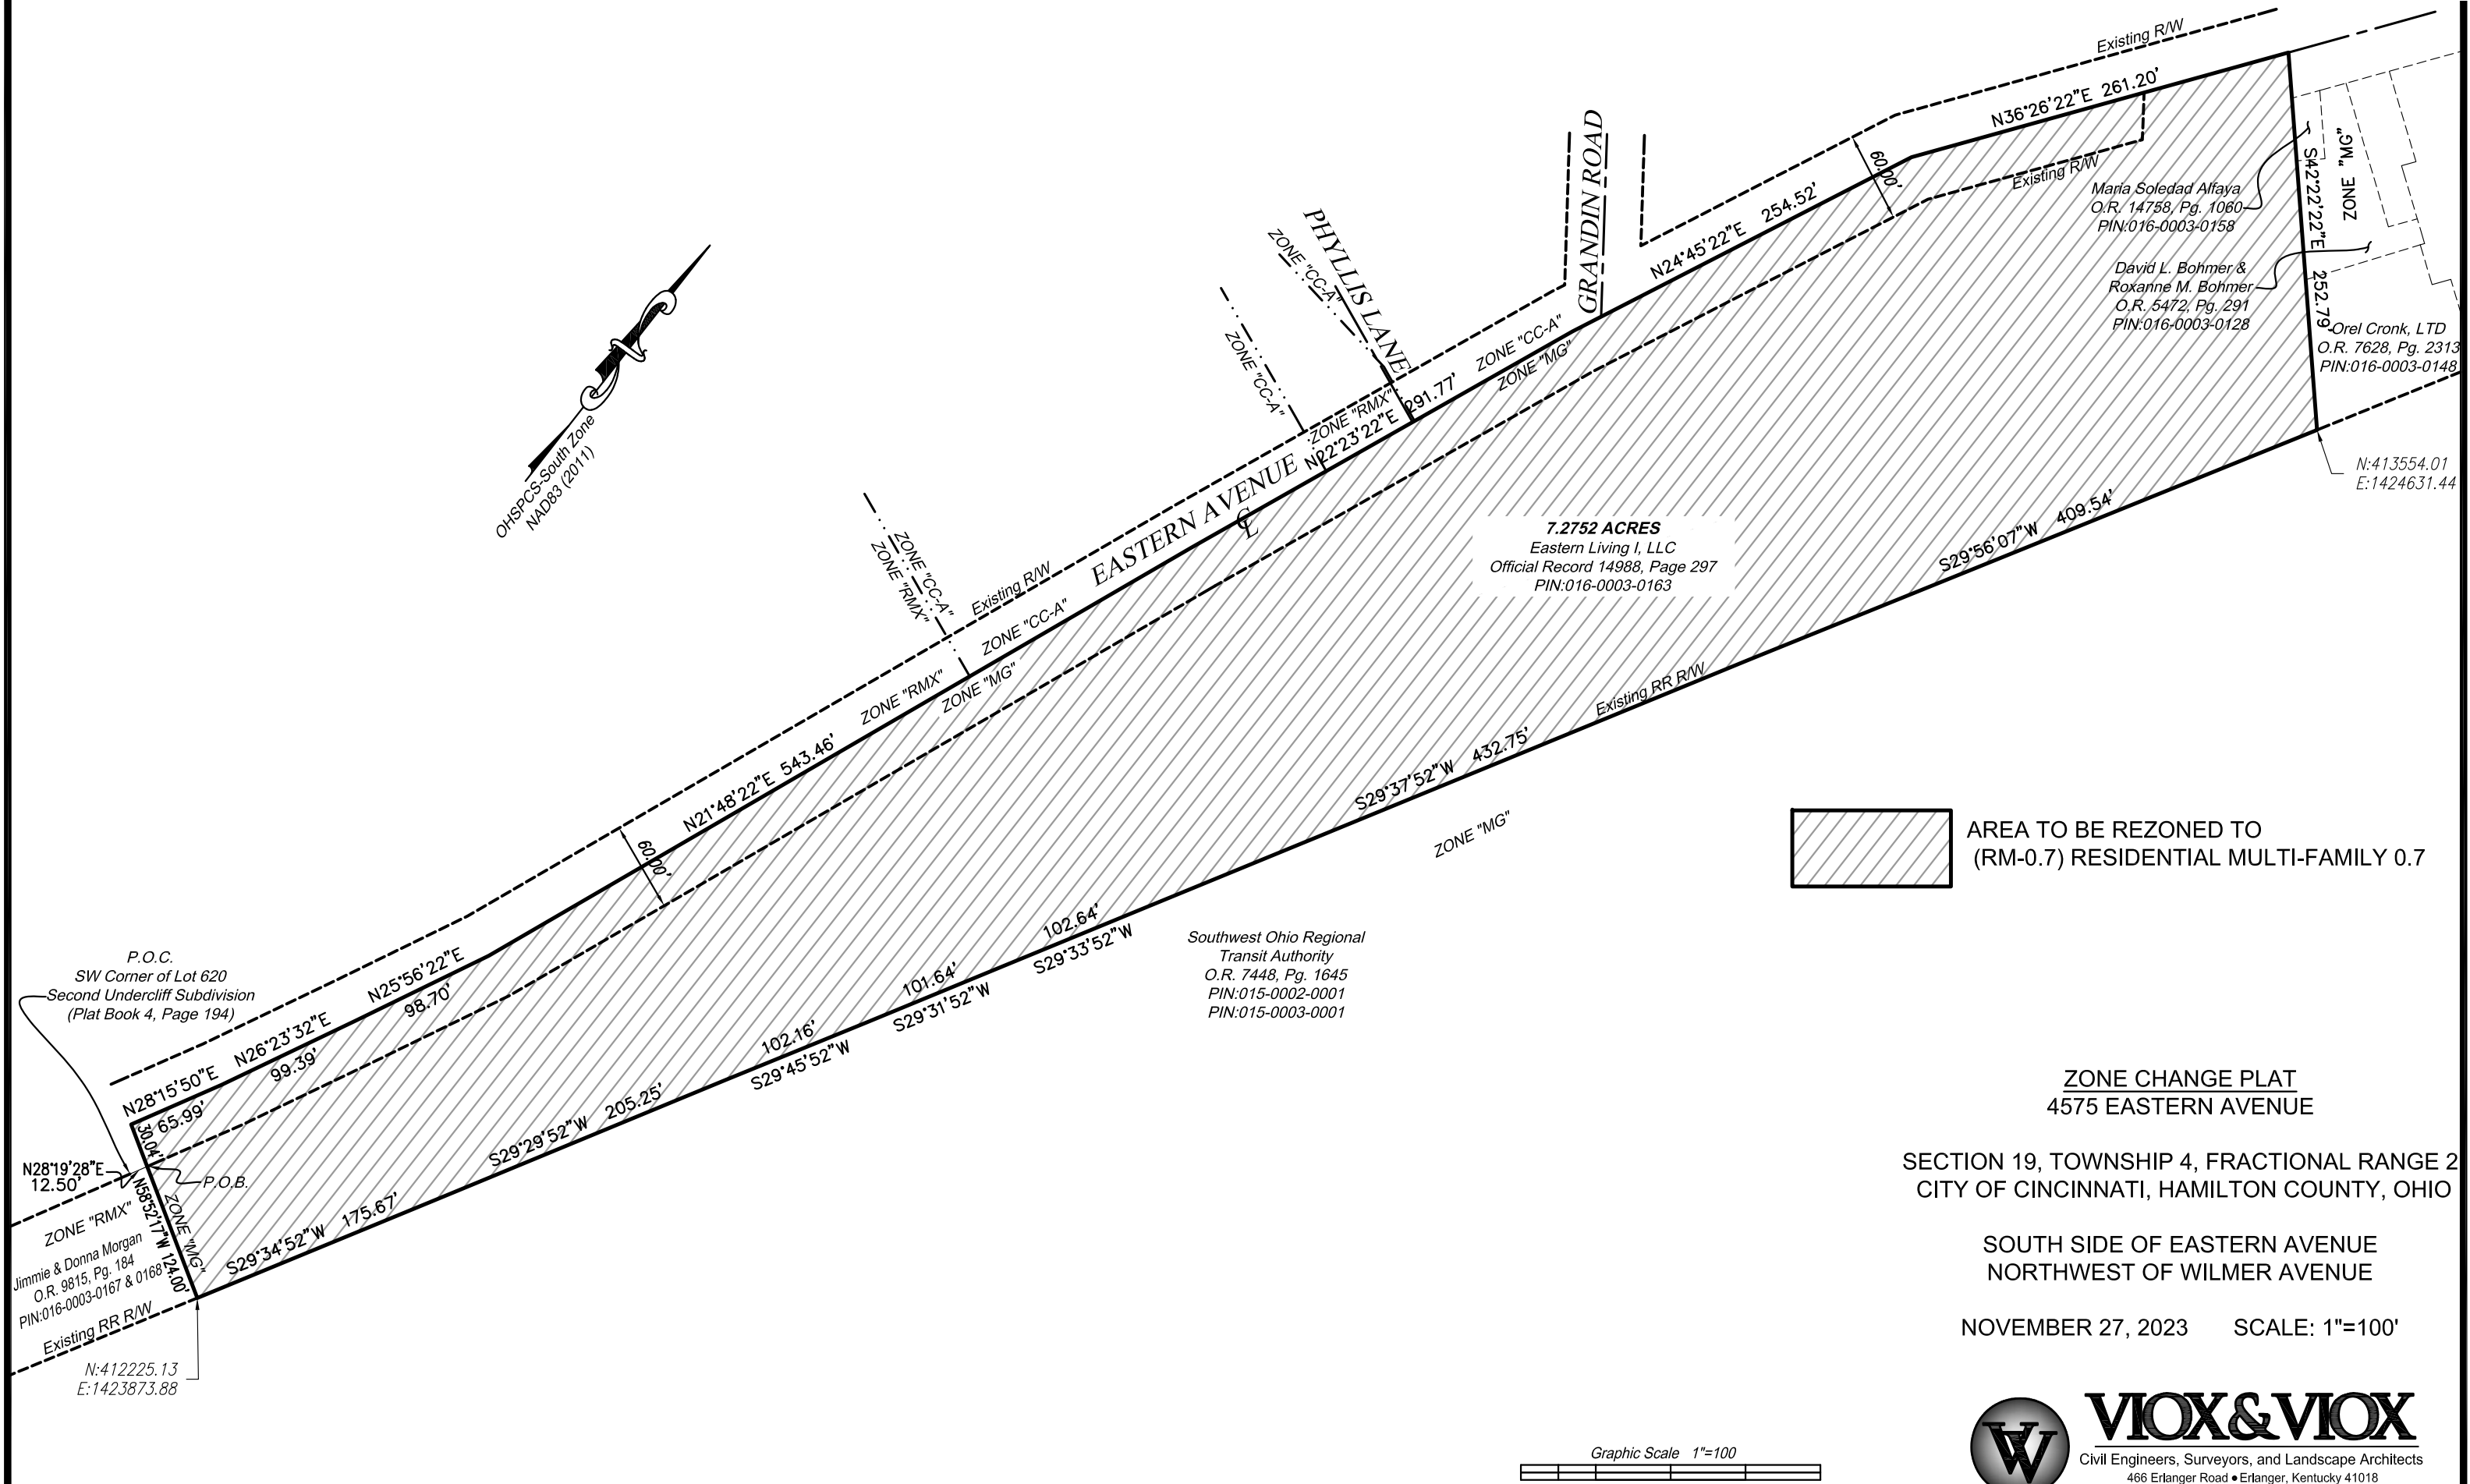 Existing R/W
N36°26'22"E 261.20'
Existing R/W
60.00'
GRANDIN ROAD
N24°45'22"E 254.52'
ZONE "MG"
S42°22'22"E 252.79'
Maria Soledad Alfaya
O.R. 14758, Pg. 1060
PIN:016-0003-0158
David L. Bohmer &
Roxanne M. Bohmer
O.R. 5472, Pg. 291
PIN:016-0003-0128
Orel Cronk, LTD
O.R. 7628, Pg. 2313
PIN:016-0003-0148
N:413554.01
E:1424631.44
PHYLLIS LANE
ZONE "CC-A"
ZONE "CC-A"
ZONE "CC-A"
ZONE "MG"
ZONE "RMX"
N22°23'22"E 291.77'
OHSPCS-South Zone
NAD83 (2011)
EASTERN AVENUE
CL
7.2752 ACRES
Eastern Living I, LLC
Official Record 14988, Page 297
PIN:016-0003-0163
S29°56'07"W 409.54'
ZONE "CC-A"
ZONE "RMX"
Existing R/W
ZONE "CC-A"
ZONE "RMX"
ZONE "MG"
Existing RR R/W
N21°48'22"E 543.46'
60.00'
S29°37'52"W 432.75'
ZONE "MG"
AREA TO BE REZONED TO
(RM-0.7) RESIDENTIAL MULTI-FAMILY 0.7
102.64'
S29°33'52"W
Southwest Ohio Regional
Transit Authority
O.R. 7448, Pg. 1645
PIN:015-0002-0001
PIN:015-0003-0001
P.O.C.
SW Corner of Lot 620
Second Undercliff Subdivision
(Plat Book 4, Page 194)
N25°56'22"E
98.70'
101.64'
S29°31'52"W
N26°23'32"E
99.39'
102.16'
S29°45'52"W
N28°15'50"E
65.99'
30.04'
205.25'
S29°29'52"W
N28°19'28"E
12.50'
P.O.B.
N58°52'17"W 124.00'
ZONE "MG"
S29°34'52"W 175.67'
ZONE "RMX"
Jimmie & Donna Morgan
O.R. 9815, Pg. 184
PIN:016-0003-0167 & 0168
Existing RR R/W
N:412225.13
E:1423873.88
ZONE CHANGE PLAT
4575 EASTERN AVENUE
SECTION 19, TOWNSHIP 4, FRACTIONAL RANGE 2
CITY OF CINCINNATI, HAMILTON COUNTY, OHIO
SOUTH SIDE OF EASTERN AVENUE
NORTHWEST OF WILMER AVENUE
NOVEMBER 27, 2023 SCALE: 1"=100'
Graphic Scale 1"=100
VV
VIOX&VIOX
Civil Engineers, Surveyors, and Landscape Architects
466 Erlanger Road • Erlanger, Kentucky 41018